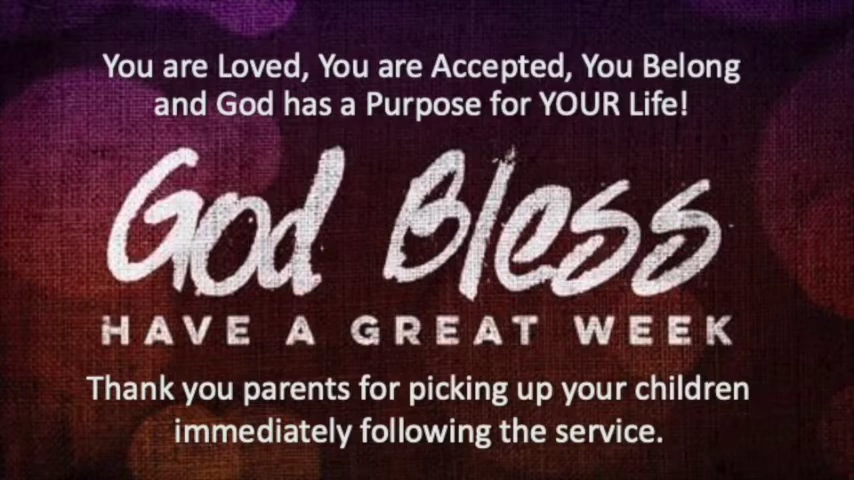 You are Loved, You are Accepted, You Belong
and God has a Purpose for YOUR Life!
God Bless
HAVE A GREAT WEEK
Thank you parents for picking up your children
immediately following the service.